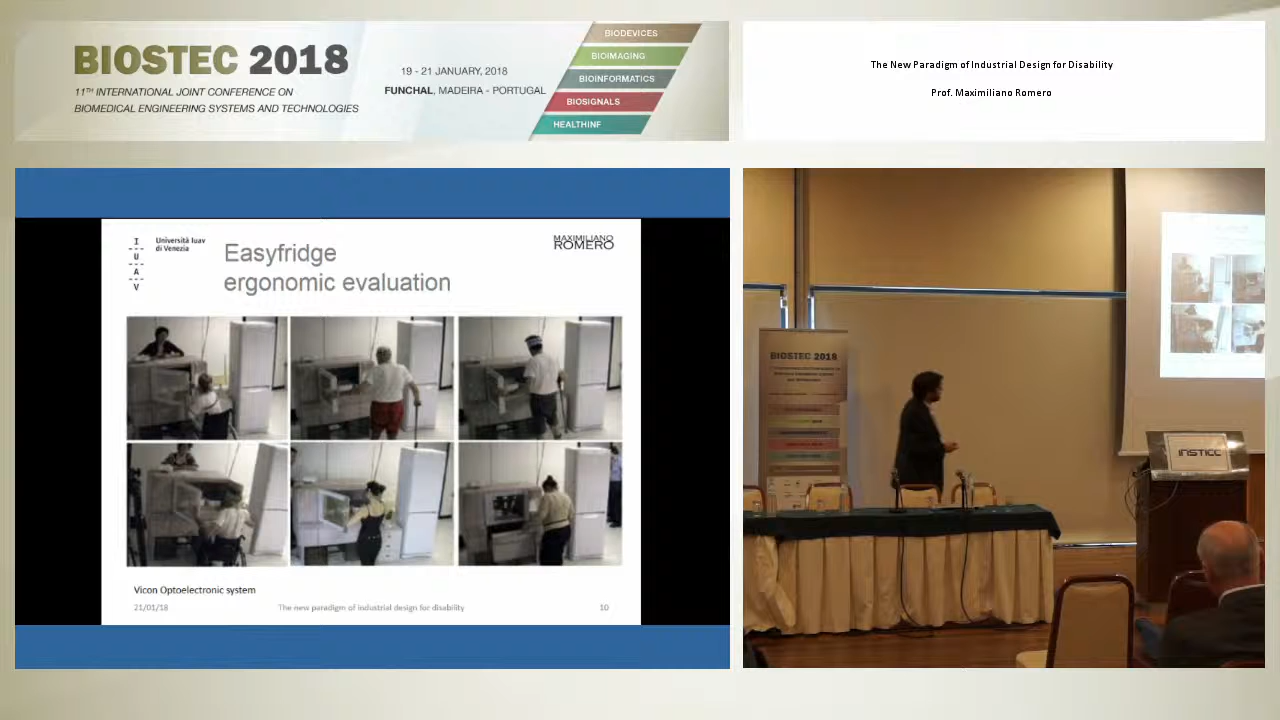 BIOSTEC 2018
11TH INTERNATIONAL JOINT CONFERENCE ON
BIOMEDICAL ENGINEERING SYSTEMS AND TECHNOLOGIES
19 - 21 JANUARY, 2018
FUNCHAL, MADEIRA - PORTUGAL
BIODEVICES
BIOIMAGING
BIOINFORMATICS
BIOSIGNALS
HEALTHINF
The New Paradigm of Industrial Design for Disability
Prof. Maximiliano Romero
I
U
A
V
Università Iuav
di Venezia
Easyfridge
ergonomic evaluation
MAXIMILIANO
ROMERO
Vicon Optoelectronic system
21/01/18
The new paradigm of industrial design for disability
10
BIOSTEC 2018
INSTICC